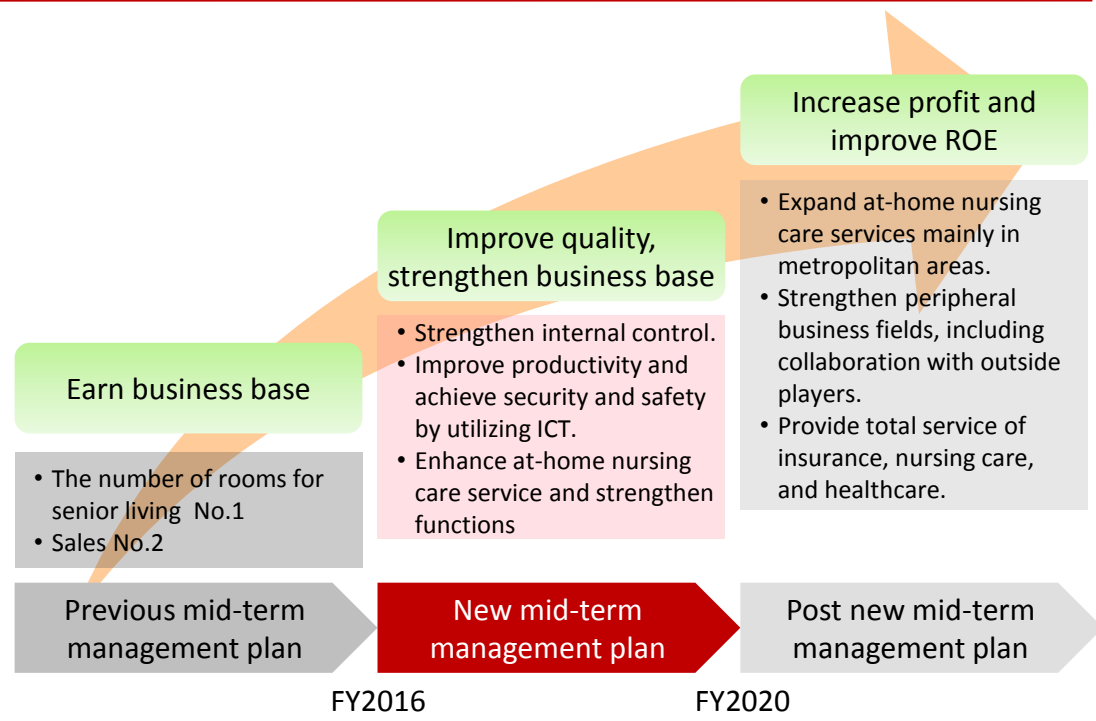 Increase profit and
improve ROE
• Expand at-home nursing
care services mainly in
metropolitan areas.
• Strengthen peripheral
business fields, including
collaboration with outside
players.
• Provide total service of
insurance, nursing care,
and healthcare.
Improve quality,
strengthen business base
• Strengthen internal control.
• Improve productivity and
achieve security and safety
by utilizing ICT.
• Enhance at-home nursing
care service and strengthen
functions
Earn business base
• The number of rooms for
senior living  No.1
• Sales No.2
Previous mid-term
management plan
New mid-term
management plan
Post new mid-term
management plan
FY2016
FY2020